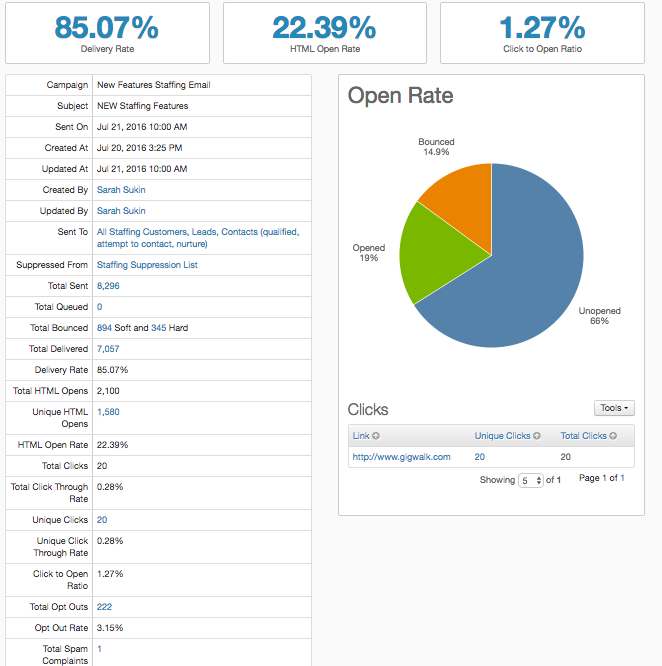 85.07%
Delivery Rate
22.39%
HTML Open Rate
1.27%
Click to Open Ratio
Campaign New Features Staffing Email
Subject NEW Staffing Features
Sent On Jul 21, 2016 10:00 AM
Created At Jul 20, 2016 3:25 PM
Updated At Jul 21, 2016 10:00 AM
Created By Sarah Sukin
Updated By Sarah Sukin
Sent To All Staffing Customers, Leads, Contacts (qualified,
attempt to contact, nurture)
Suppressed From Staffing Suppression List
Total Sent 8,296
Total Queued 0
Total Bounced 894 Soft and 345 Hard
Total Delivered 7,057
Delivery Rate 85.07%
Total HTML Opens 2,100
Unique HTML 1,580
Opens
HTML Open Rate 22.39%
Total Clicks 20
Total Click Through 0.28%
Rate
Unique Clicks 20
Unique Click 0.28%
Through Rate
Click to Open 1.27%
Ratio
Total Opt Outs 222
Opt Out Rate 3.15%
Total Spam 1
Complaints
Open Rate
Bounced
14.9%
Opened
19%
Unopened
66%
Clicks
Tools
Link Unique Clicks Total Clicks
http://www.gigwalk.com 20 20
Showing 5 of 1 Page 1 of 1